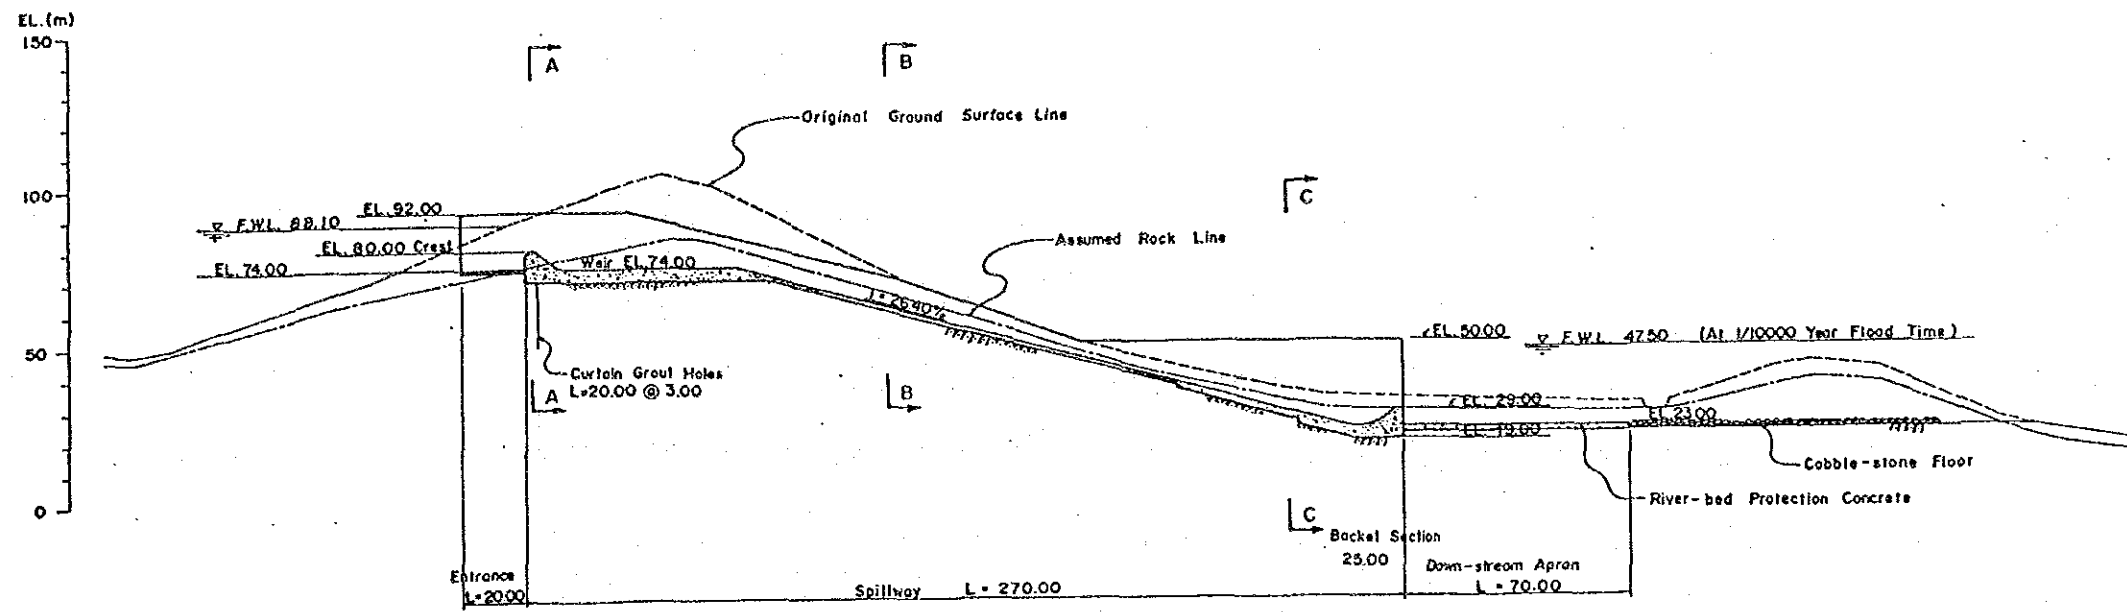 EL.(m)
150
A
B
Original Ground Surface Line
100
C
EL. 92.00
F.W.L. 88.10
EL. 80.00 Crest
Assumed Rock Line
EL. 74.00
Weir EL. 74.00
I = 26.40%
EL. 50.00
F.W.L. 47.50 (At 1/10000 Year Flood Time)
50
Curtain Grout Holes
L=20.00 @ 3.00
A
B
EL. 29.00
EL. 23.00
EL. 19.00
Cobble-stone Floor
River-bed Protection Concrete
0
C
Backet Section
25.00
Entrance
L=20.00
Spillway L = 270.00
Down-stream Apron
L = 70.00